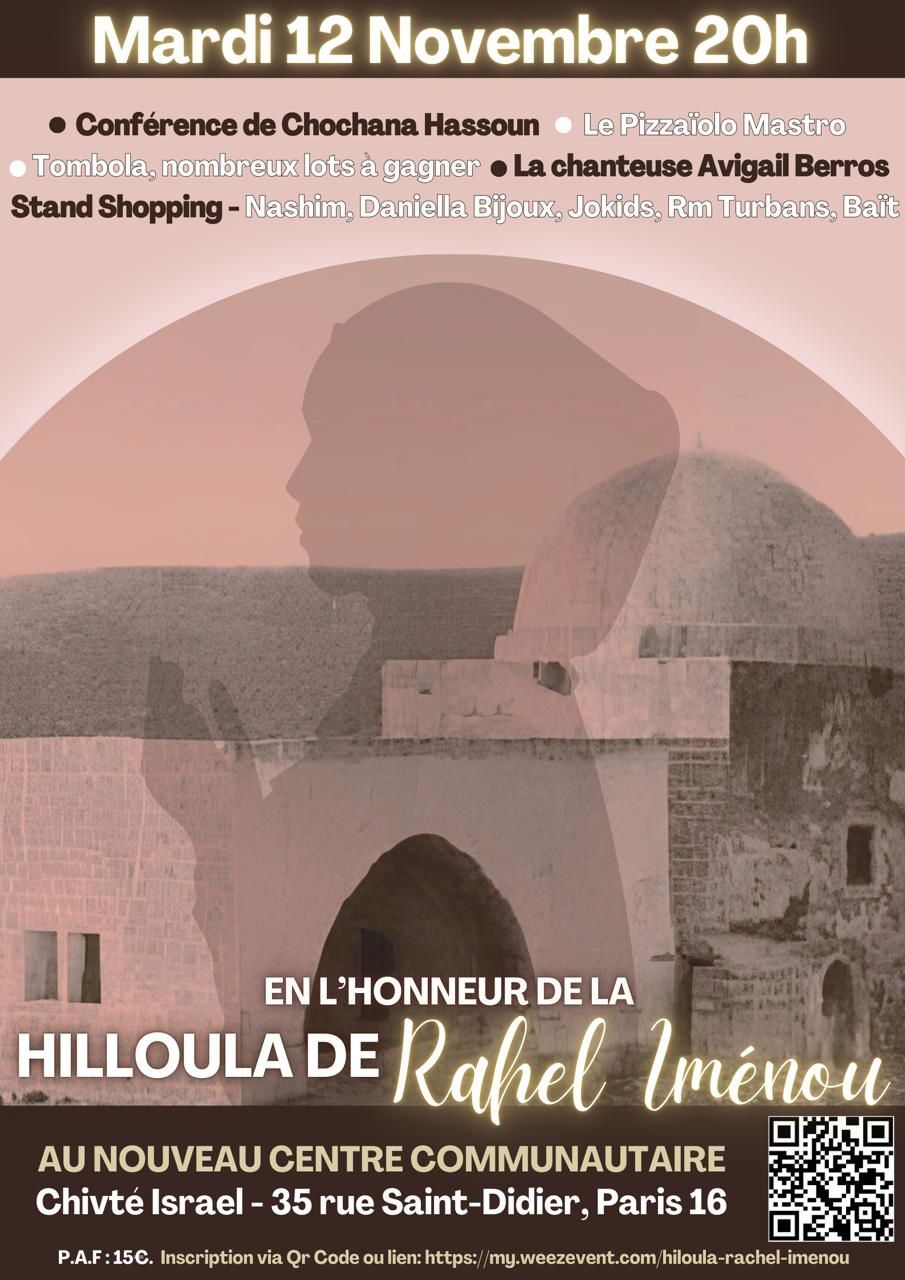 Mardi 12 Novembre 20h
• Conférence de Chochana Hassoun • Le Pizzaïolo Mastro
• Tombola, nombreux lots à gagner • La chanteuse Avigail Berros
Stand Shopping - Nashim, Daniella Bijoux, Jokids, Rm Turbans, Baït
EN L'HONNEUR DE LA
HILLOULA DE Rahel Iménou
AU NOUVEAU CENTRE COMMUNAUTAIRE
Chivté Israel - 35 rue Saint-Didier, Paris 16
P.A.F : 15€. Inscription via Qr Code ou lien: https://my.weezevent.com/hiloula-rachel-imenou